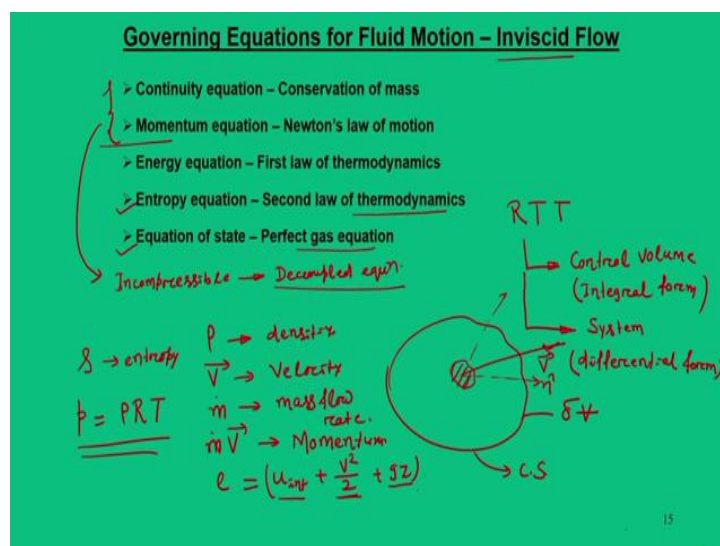 Governing Equations for Fluid Motion – Inviscid Flow
➢ Continuity equation – Conservation of mass
➢ Momentum equation – Newton's law of motion
➢ Energy equation – First law of thermodynamics
➢ Entropy equation – Second law of thermodynamics
➢ Equation of state – Perfect gas equation
Incompressible → Decoupled equn.
RTT
→ Control volume
(Integral form)
→ System
(differential form)
s → entropy
p = ρRT
ρ → density
V⃗ → Velocity
ṁ → mass flow
rate.
ṁV⃗ → Momentum
e = (u_int + V²/2 + gz)
V⃗
n̂
δV
C.S
15